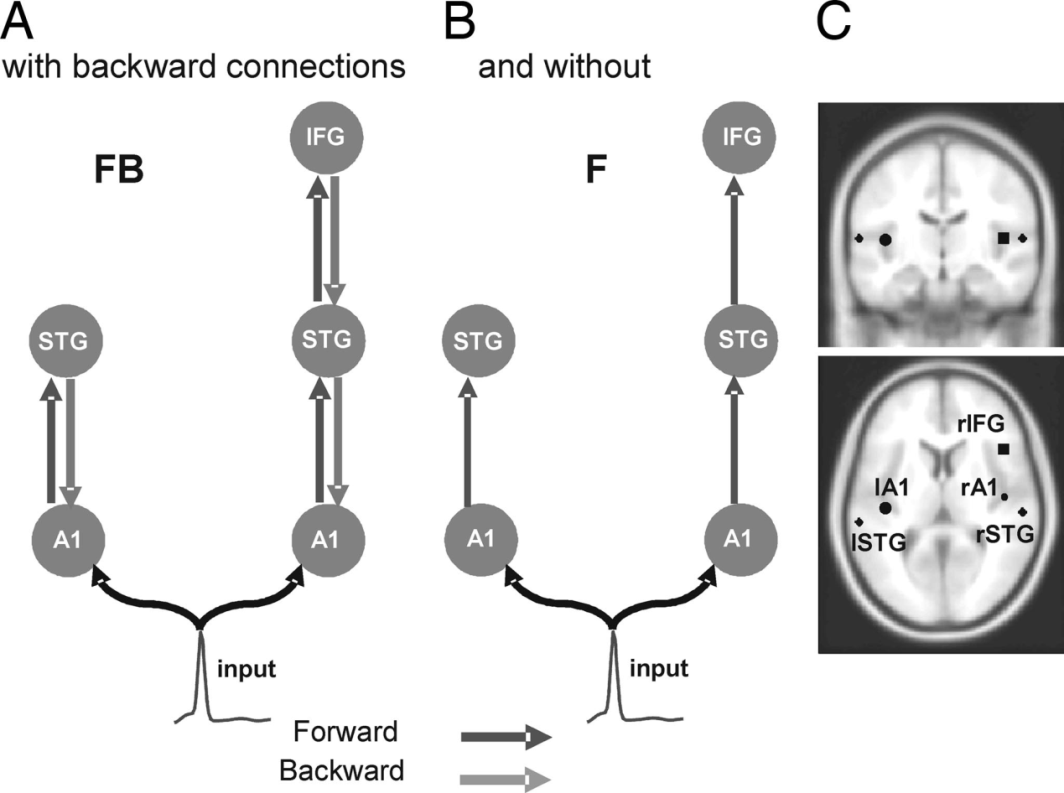 A
with backward connections
FB
IFG
STG
STG
A1
A1
input
B
and without
F
IFG
STG
STG
A1
A1
input
Forward
Backward
C
rIFG
lA1
rA1
lSTG
rSTG